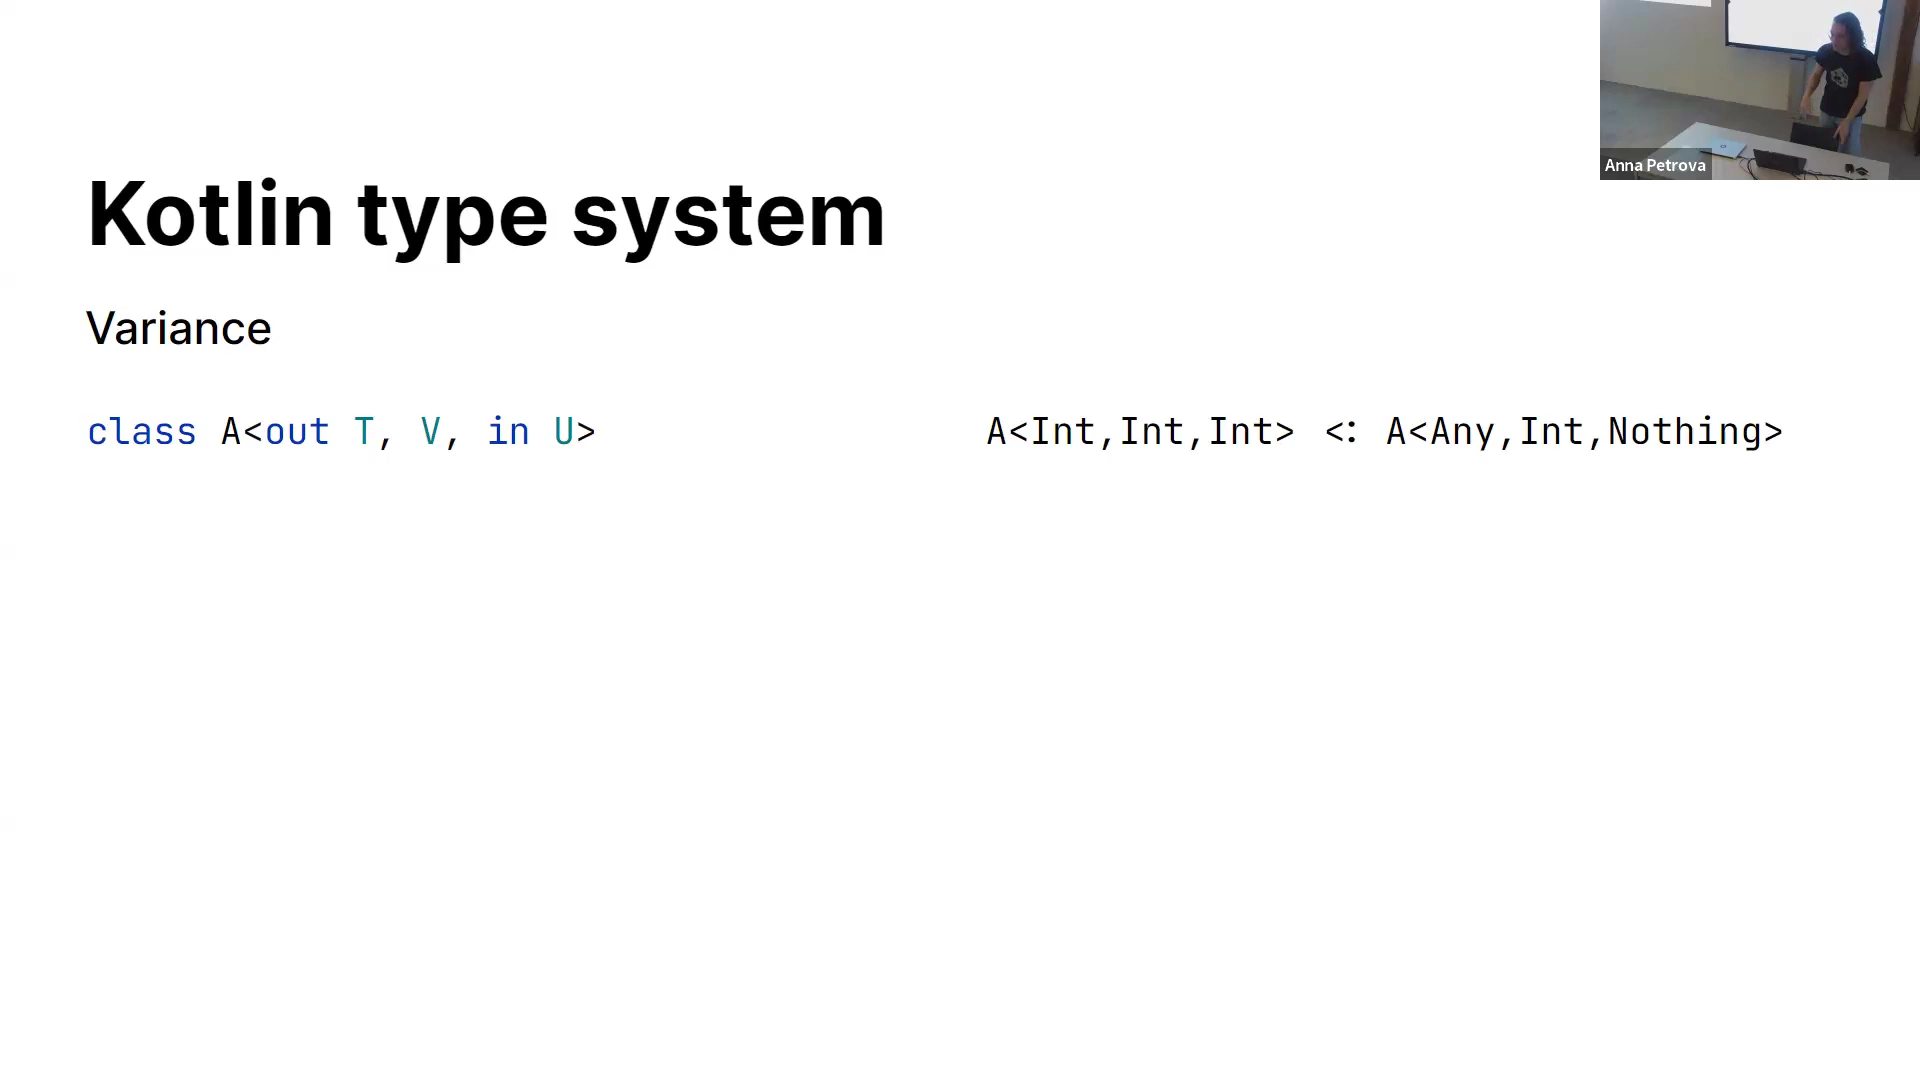 Kotlin type system
Variance
class A<out T, V, in U>
A<Int,Int,Int> <: A<Any,Int,Nothing>
Anna Petrova